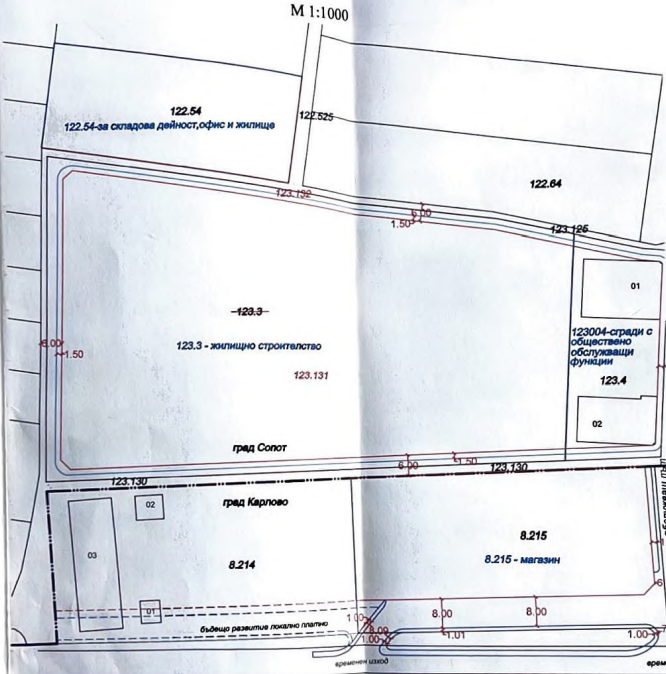 М 1:1000
122.54
122.54-за складова дейност,офис и жилище
122.525
122.64
123.132
6.00
1.50
123.125
01
123.3
123.3 - жилищно строителство
123.131
6.00
1.50
123004-сгради с
обществено
обслужващи
функции
123.4
02
град Сопот
6.00
1.50
123.130
123.130
02
град Карлово
03
8.214
8.215
8.215 - магазин
обслужващ път
01
бъдещо развитие локално платно
1.00
1.00
8.00
8.00
1.01
1.00
временен изход
врем